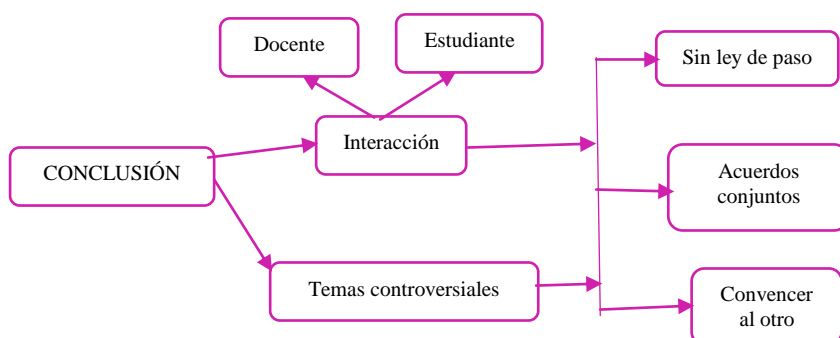 Docente
Estudiante
Sin ley de paso
Interacción
CONCLUSIÓN
Acuerdos
conjuntos
Temas controversiales
Convencer
al otro